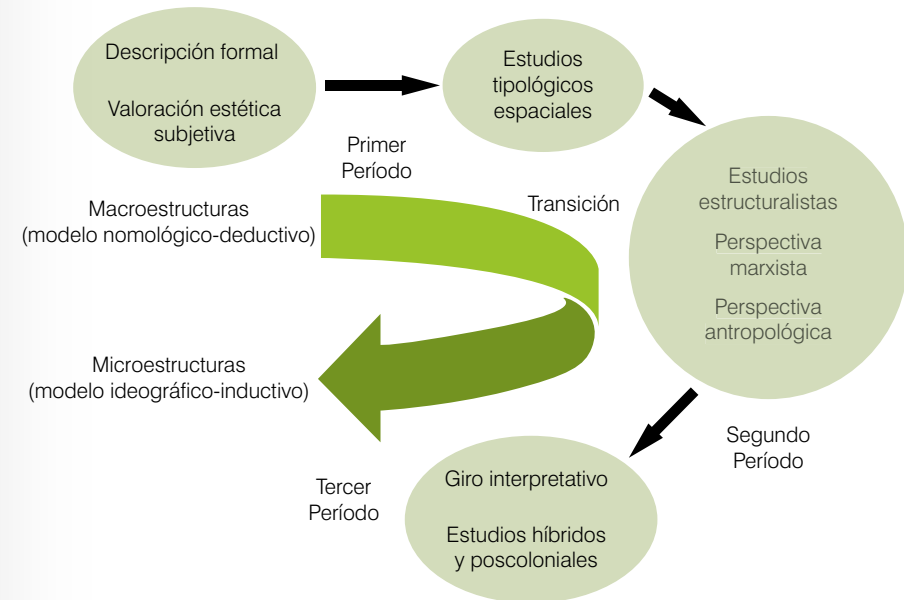 Descripción formal
Valoración estética
subjetiva
Estudios
tipológicos
espaciales
Primer
Período
Transición
Macroestructuras
(modelo nomológico-deductivo)
Estudios
estructuralistas
Perspectiva
marxista
Perspectiva
antropológica
Microestructuras
(modelo ideográfico-inductivo)
Segundo
Período
Tercer
Período
Giro interpretativo
Estudios híbridos
y poscoloniales